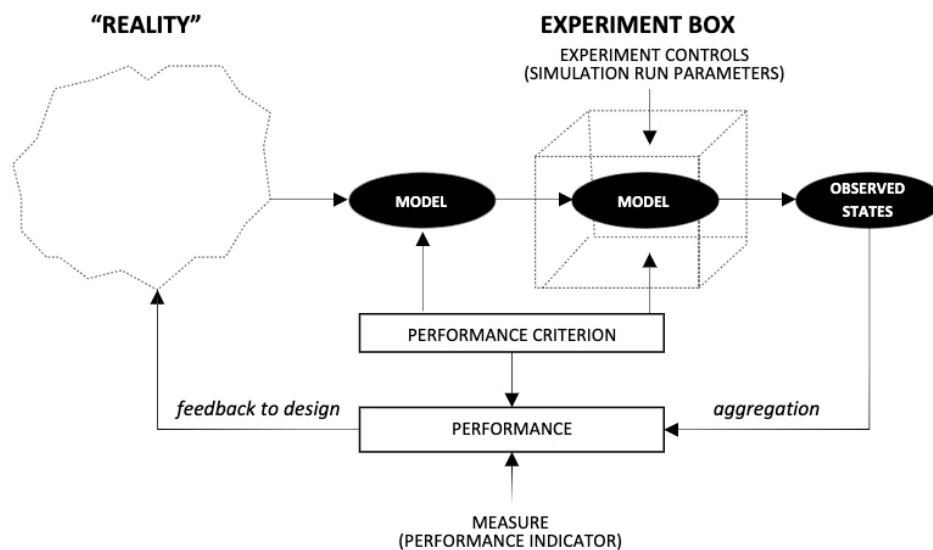 “REALITY”
EXPERIMENT BOX
EXPERIMENT CONTROLS
(SIMULATION RUN PARAMETERS)
MODEL
MODEL
OBSERVED
STATES
PERFORMANCE CRITERION
feedback to design
PERFORMANCE
aggregation
MEASURE
(PERFORMANCE INDICATOR)